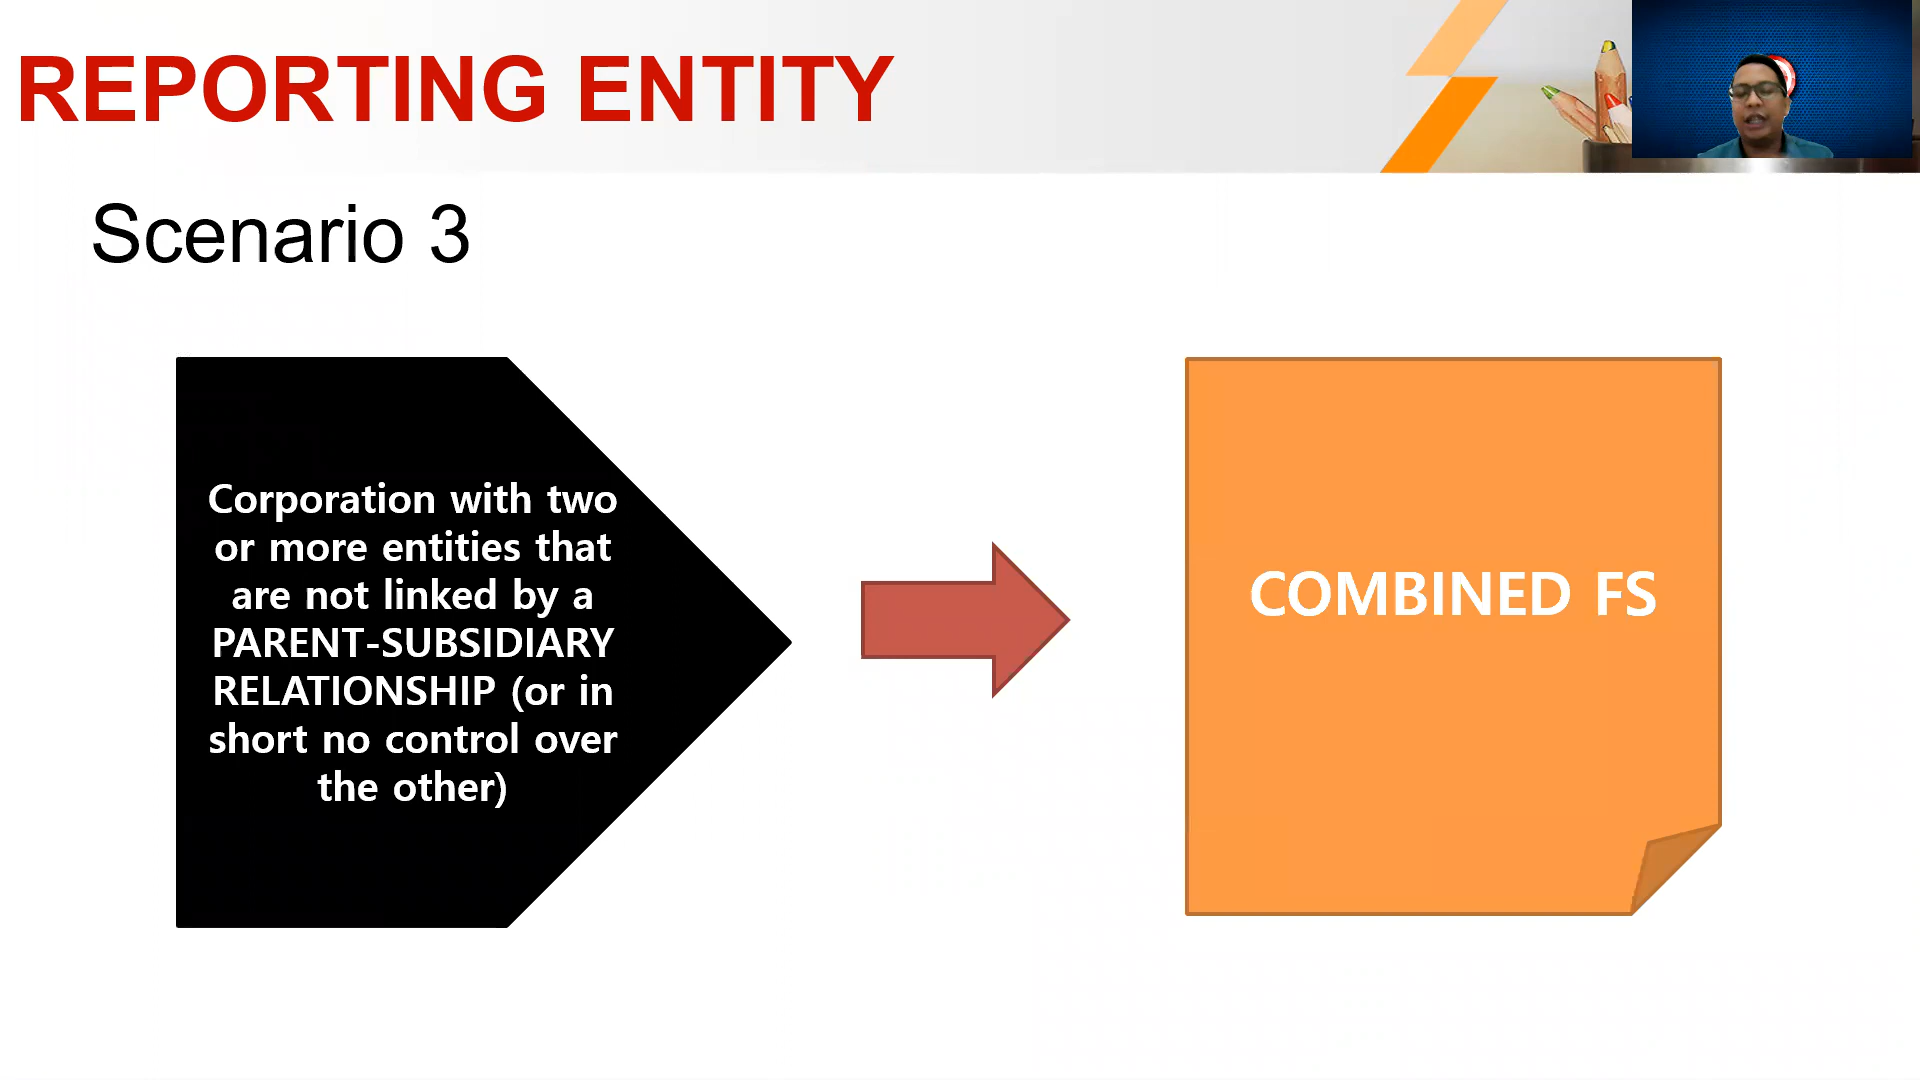 REPORTING ENTITY
Scenario 3
Corporation with two
or more entities that
are not linked by a
PARENT-SUBSIDIARY
RELATIONSHIP (or in
short no control over
the other)
COMBINED FS